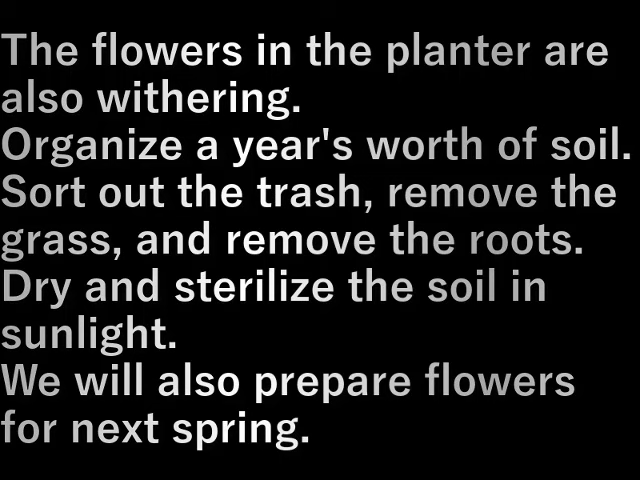 The flowers in the planter are
also withering.
Organize a year's worth of soil.
Sort out the trash, remove the
grass, and remove the roots.
Dry and sterilize the soil in
sunlight.
We will also prepare flowers
for next spring.